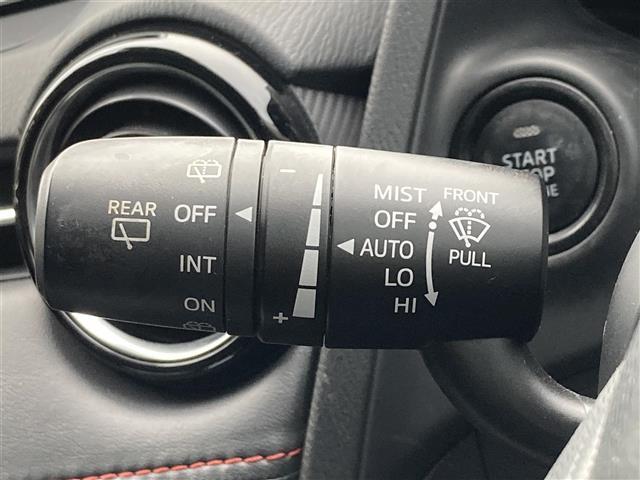 REAR
OFF
INT
ON
−
+
MIST
OFF
AUTO
LO
HI
FRONT
PULL
START